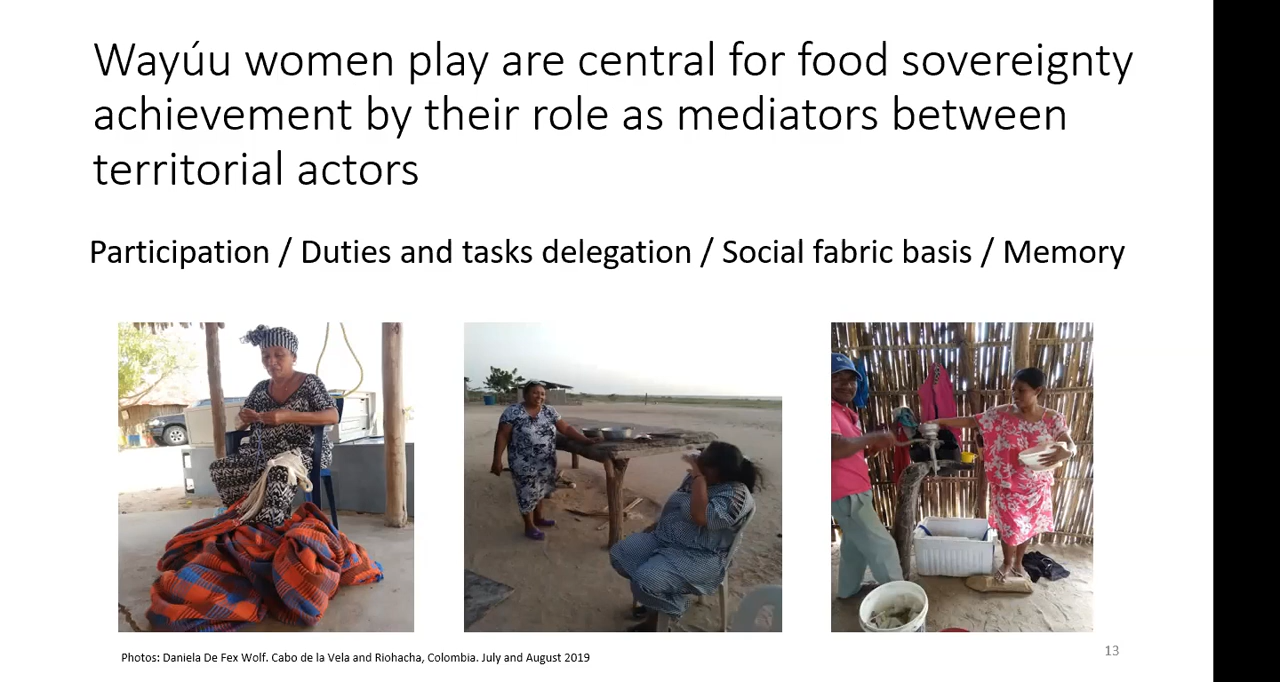 Wayúu women play are central for food sovereignty
achievement by their role as mediators between
territorial actors
Participation / Duties and tasks delegation / Social fabric basis / Memory
Photos: Daniela De Fex Wolf. Cabo de la Vela and Riohacha, Colombia. July and August 2019
13